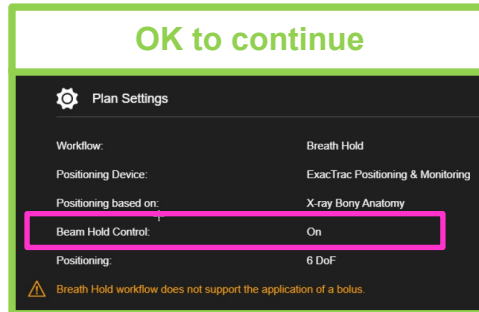 OK to continue
Plan Settings
Workflow: Breath Hold
Positioning Device: ExacTrac Positioning & Monitoring
Positioning based on: X-ray Bony Anatomy
Beam Hold Control: On
Positioning: 6 DoF
Breath Hold workflow does not support the application of a bolus.